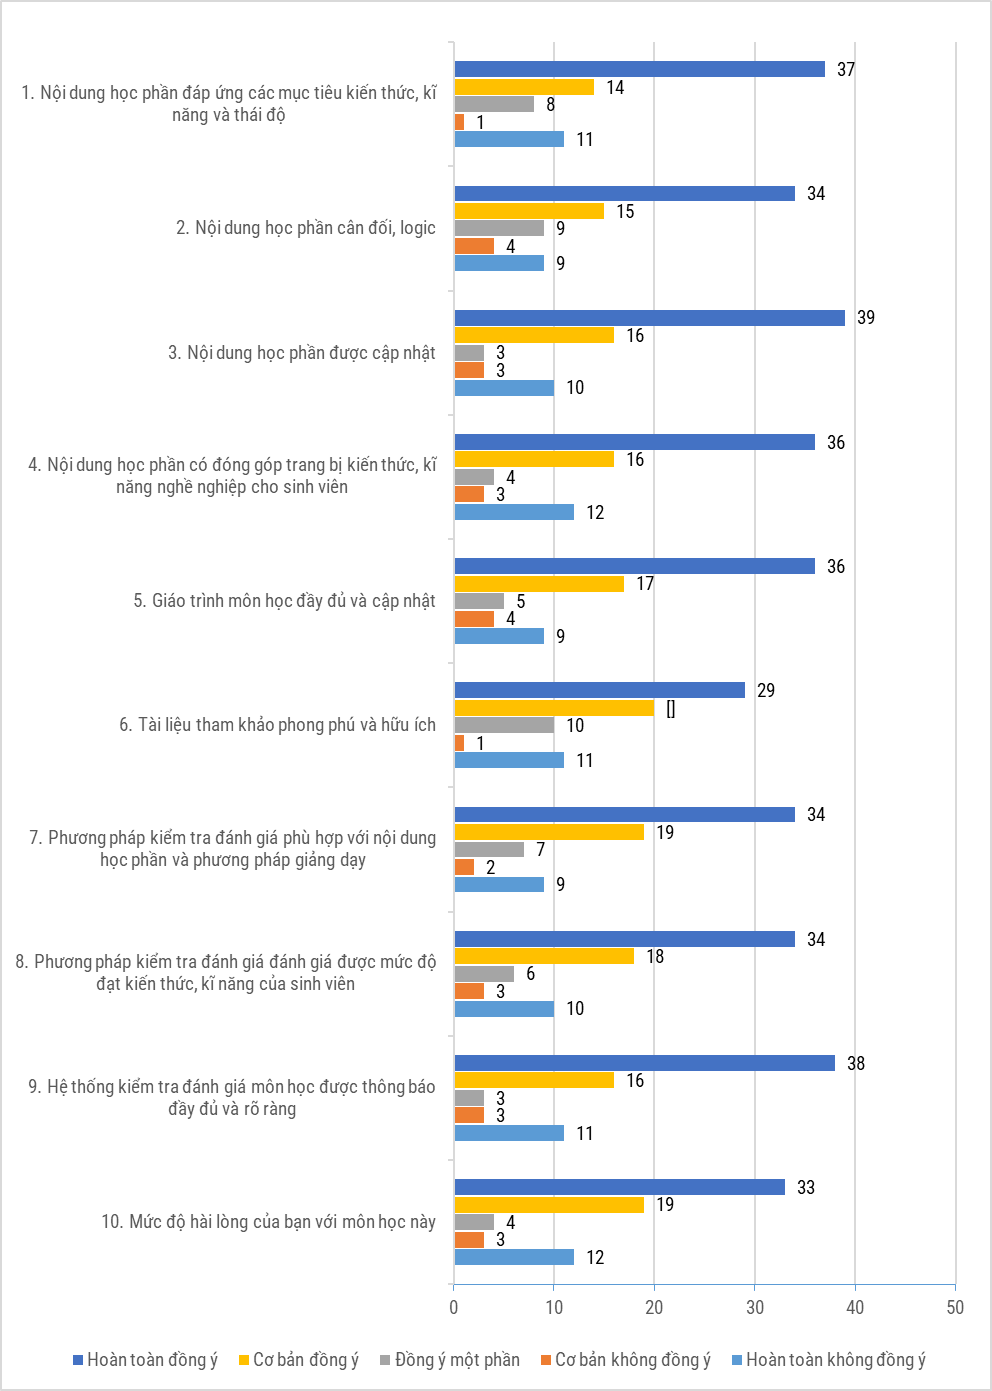 1. Nội dung học phần đáp ứng các mục tiêu kiến thức, kĩ
năng và thái độ
37
14
8
1
11
2. Nội dung học phần cân đối, logic
34
15
9
4
9
3. Nội dung học phần được cập nhật
39
16
3
3
10
4. Nội dung học phần có đóng góp trang bị kiến thức, kĩ
năng nghề nghiệp cho sinh viên
36
16
4
3
12
5. Giáo trình môn học đầy đủ và cập nhật
36
17
5
4
9
6. Tài liệu tham khảo phong phú và hữu ích
29
[]
10
1
11
7. Phương pháp kiểm tra đánh giá phù hợp với nội dung
học phần và phương pháp giảng dạy
34
19
7
2
9
8. Phương pháp kiểm tra đánh giá đánh giá được mức độ
đạt kiến thức, kĩ năng của sinh viên
34
18
6
3
10
9. Hệ thống kiểm tra đánh giá môn học được thông báo
đầy đủ và rõ ràng
38
16
3
3
11
10. Mức độ hài lòng của bạn với môn học này
33
19
4
3
12
0 10 20 30 40 50
Hoàn toàn đồng ý Cơ bản đồng ý Đồng ý một phần Cơ bản không đồng ý Hoàn toàn không đồng ý